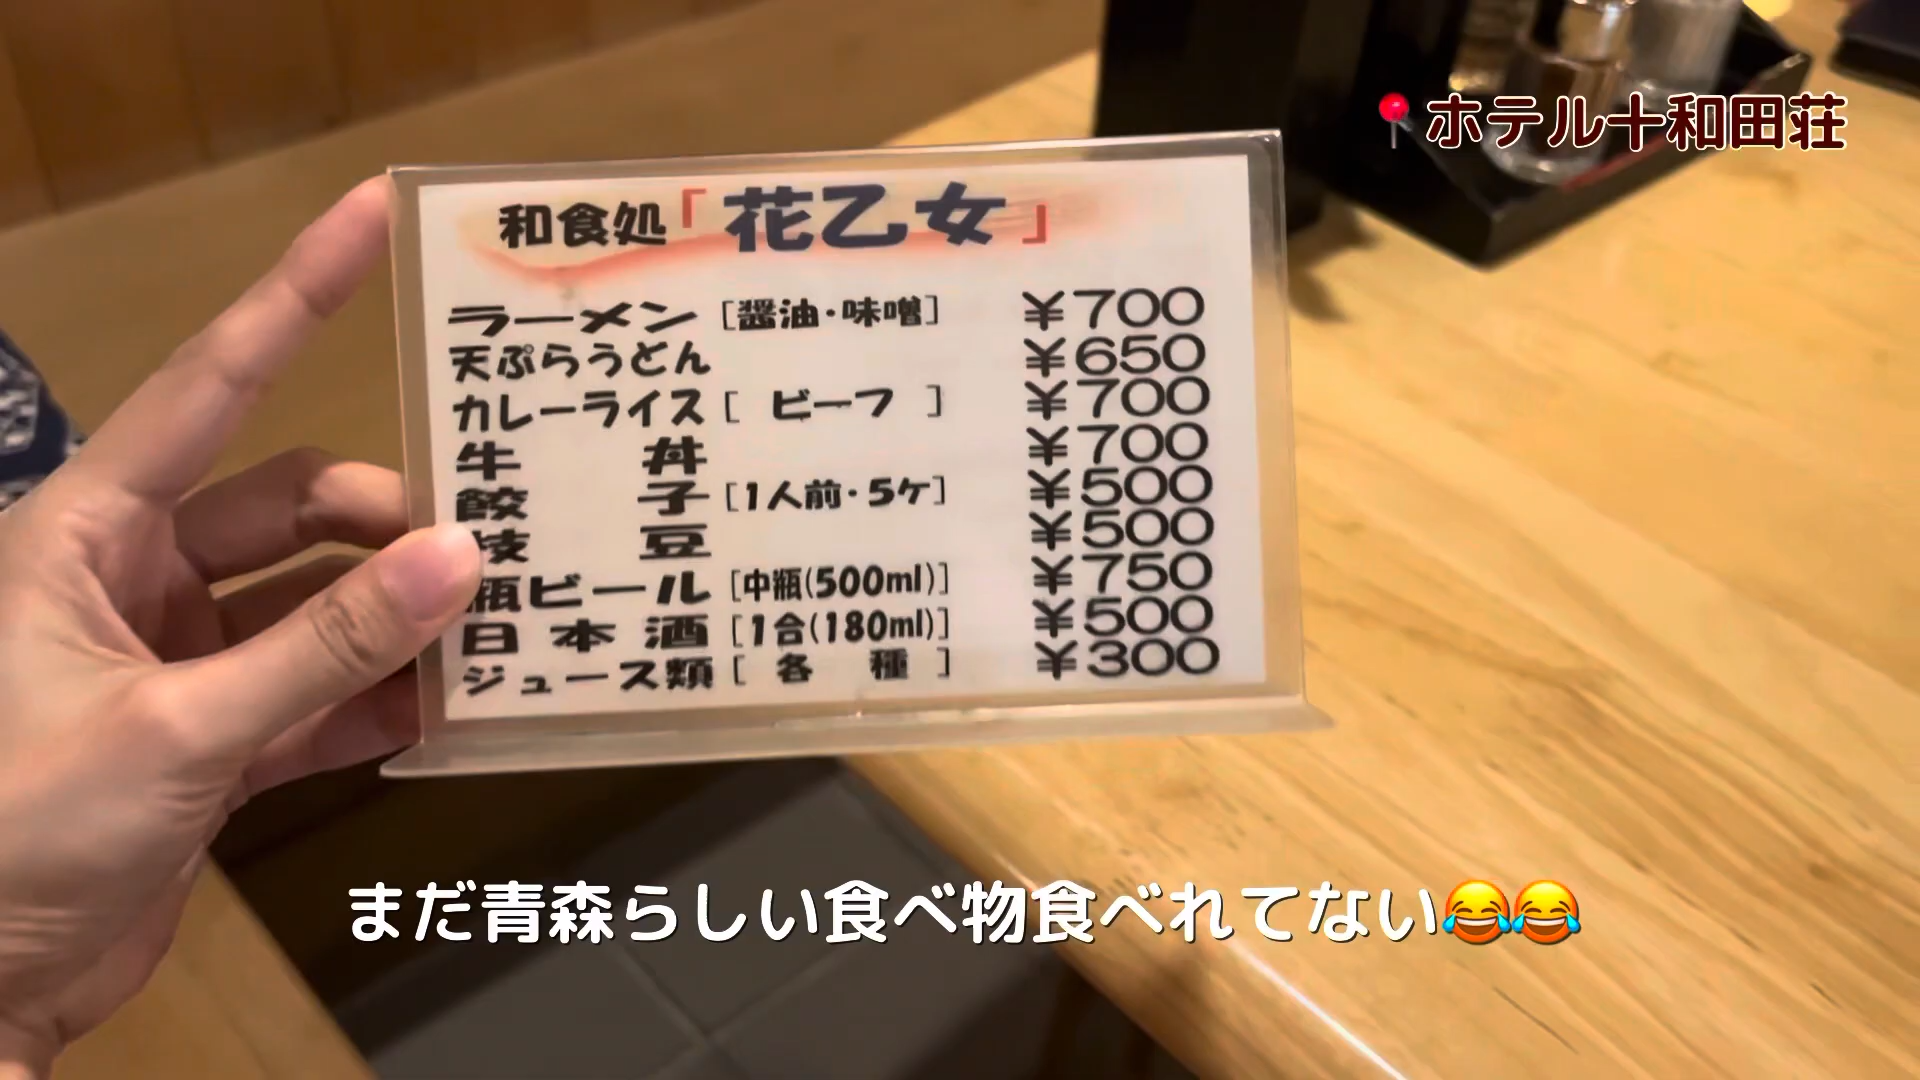 📍ホテル十和田荘
和食処「花乙女」
ラーメン[醤油・味噌] ¥700
天ぷらうどん ¥650
カレーライス[ビーフ] ¥700
牛丼 ¥700
餃子[1人前・5ケ] ¥500
枝豆 ¥500
瓶ビール[中瓶(500ml)] ¥750
日本酒[1合(180ml)] ¥500
ジュース類[各種] ¥300
まだ青森らしい食べ物食べれてない😂😂